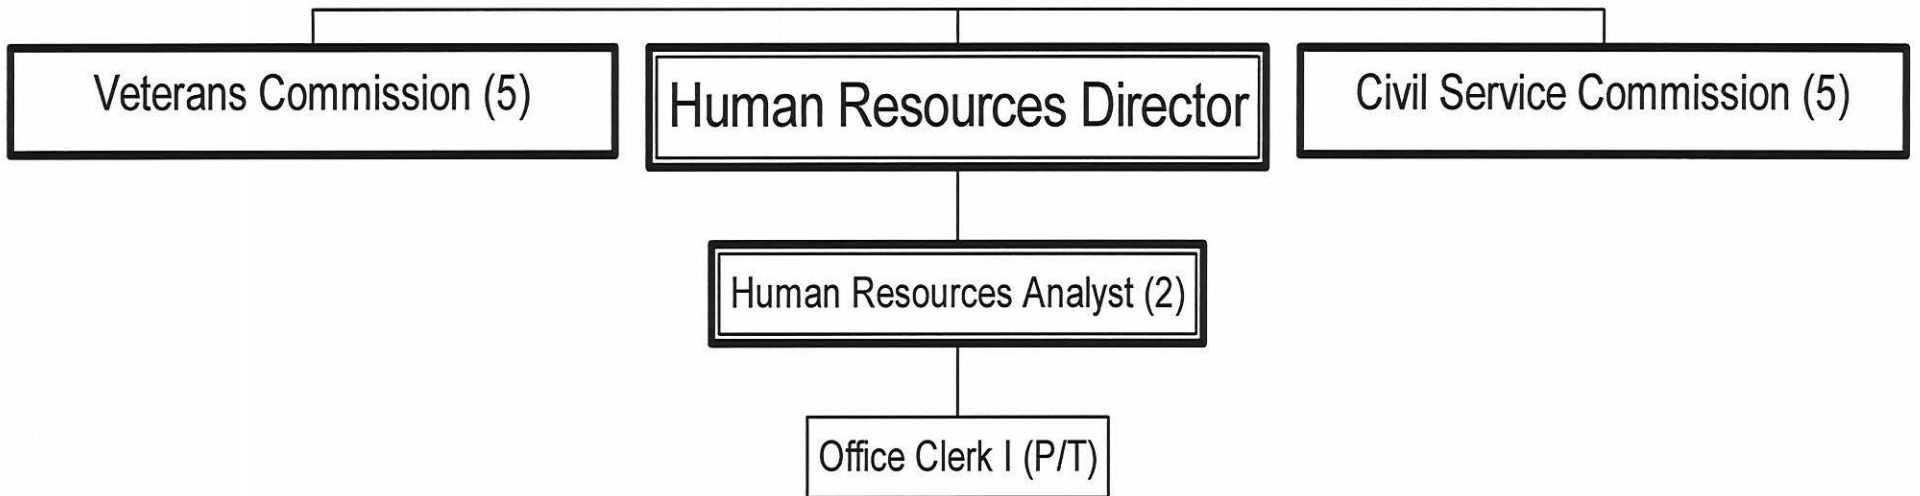 Veterans Commission (5)
Human Resources Director
Civil Service Commission (5)
Human Resources Analyst (2)
Office Clerk I (P/T)